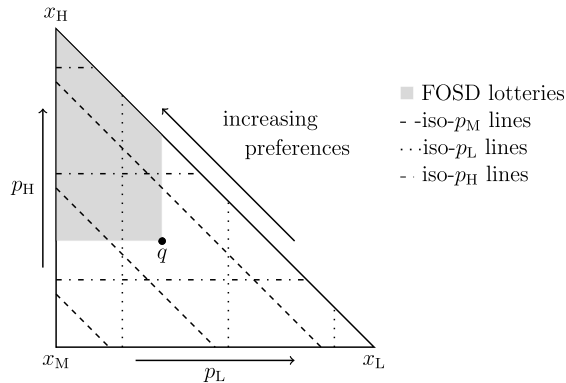 x_H
increasing
preferences
p_H
q
x_M
p_L
x_L
FOSD lotteries
iso-p_M lines
iso-p_L lines
iso-p_H lines